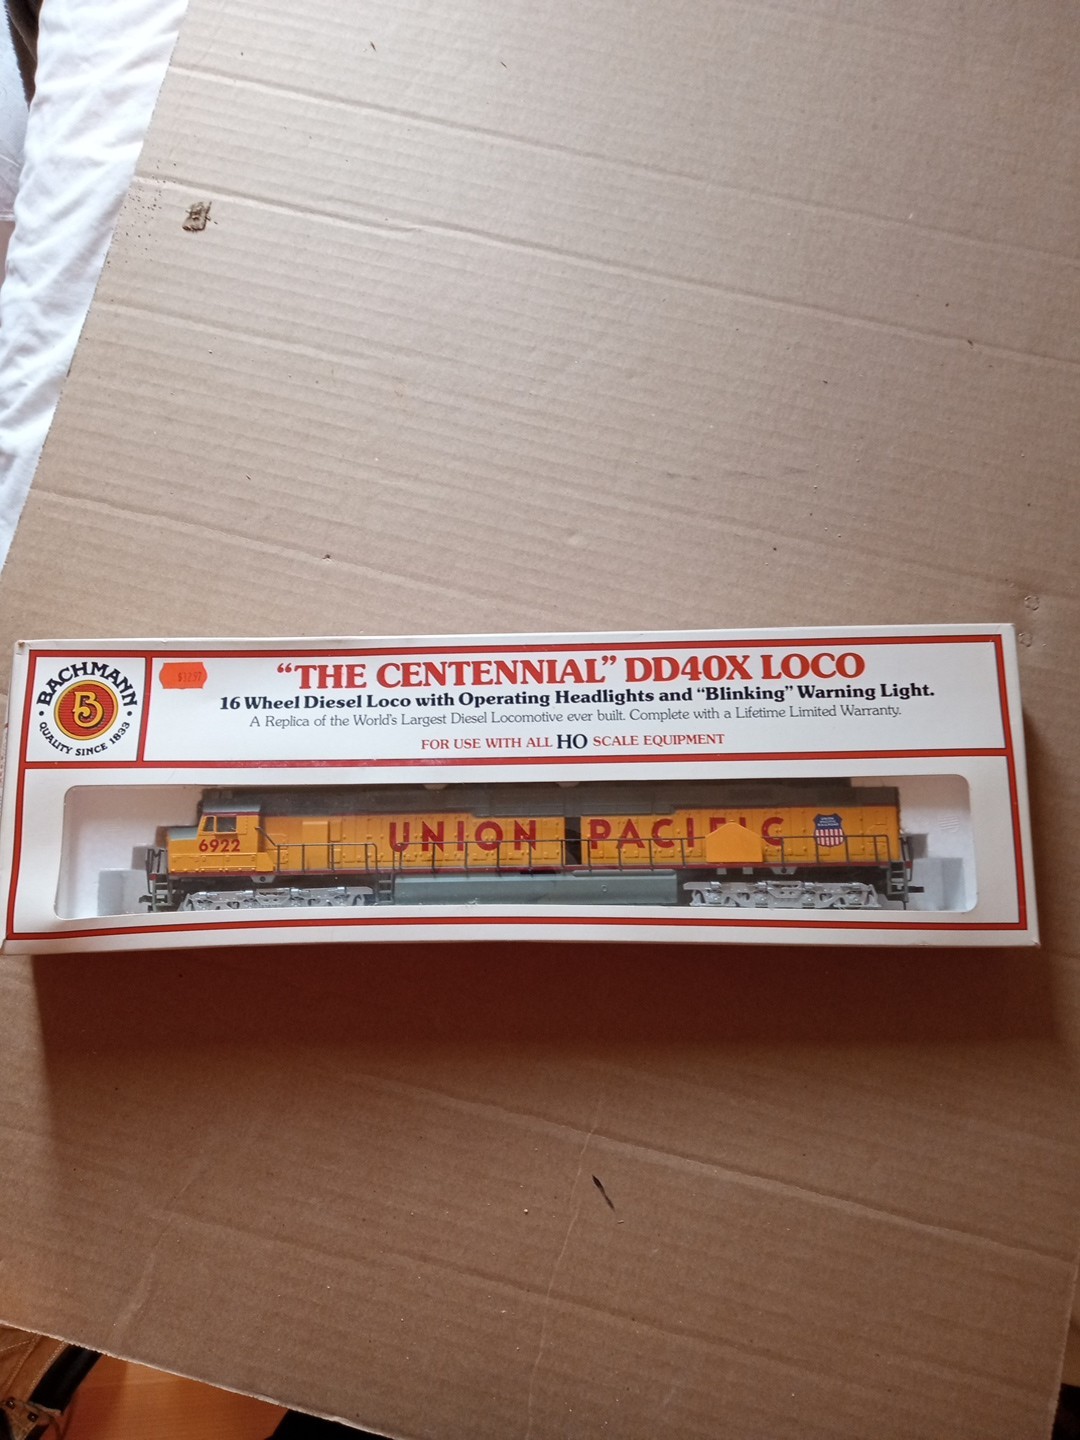 BACHMANN
B
QUALITY SINCE 1833
"THE CENTENNIAL" DD40X LOCO
16 Wheel Diesel Loco with Operating Headlights and "Blinking" Warning Light.
A Replica of the World's Largest Diesel Locomotive ever built. Complete with a Lifetime Limited Warranty.
FOR USE WITH ALL HO SCALE EQUIPMENT
6922
UNION PACIFIC